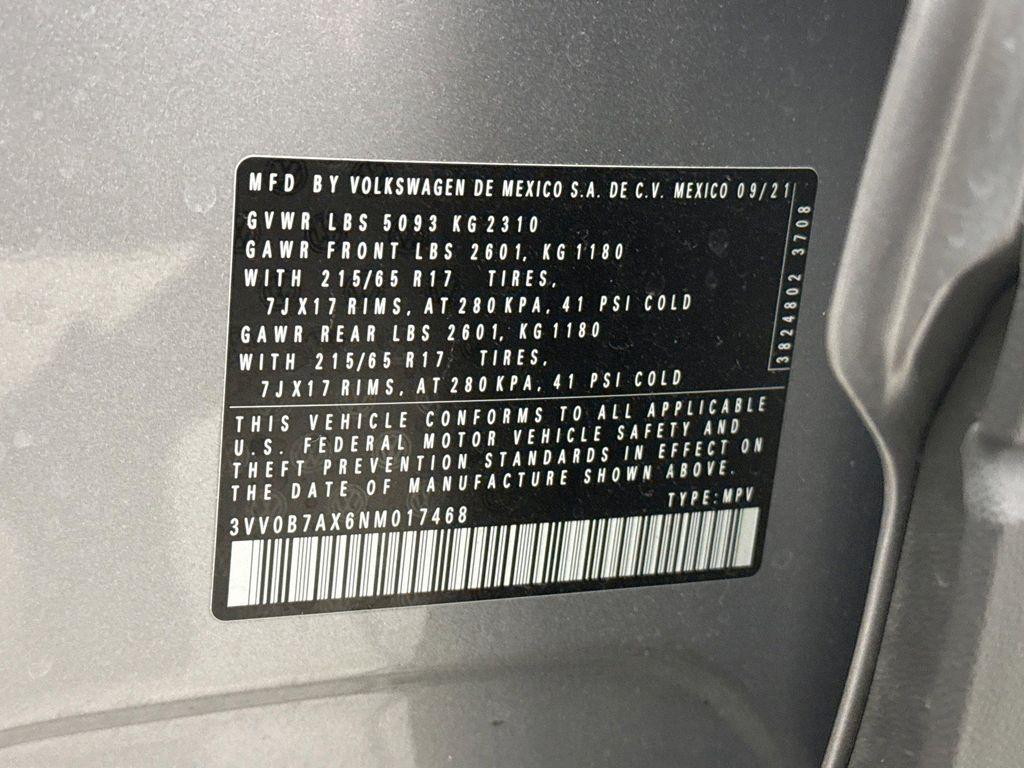 MFD BY VOLKSWAGEN DE MEXICO S.A. DE C.V. MEXICO 09/21
GVWR LBS 5093 KG 2310
GAWR FRONT LBS 2601, KG 1180
WITH 215/65 R17 TIRES,
7JX17 RIMS, AT 280 KPA, 41 PSI COLD
GAWR REAR LBS 2601, KG 1180
WITH 215/65 R17 TIRES,
7JX17 RIMS, AT 280 KPA, 41 PSI COLD
3824802 3708
THIS VEHICLE CONFORMS TO ALL APPLICABLE
U.S. FEDERAL MOTOR VEHICLE SAFETY AND
THEFT PREVENTION STANDARDS IN EFFECT ON
THE DATE OF MANUFACTURE SHOWN ABOVE.
TYPE: MPV
3VV0B7AX6NM017468